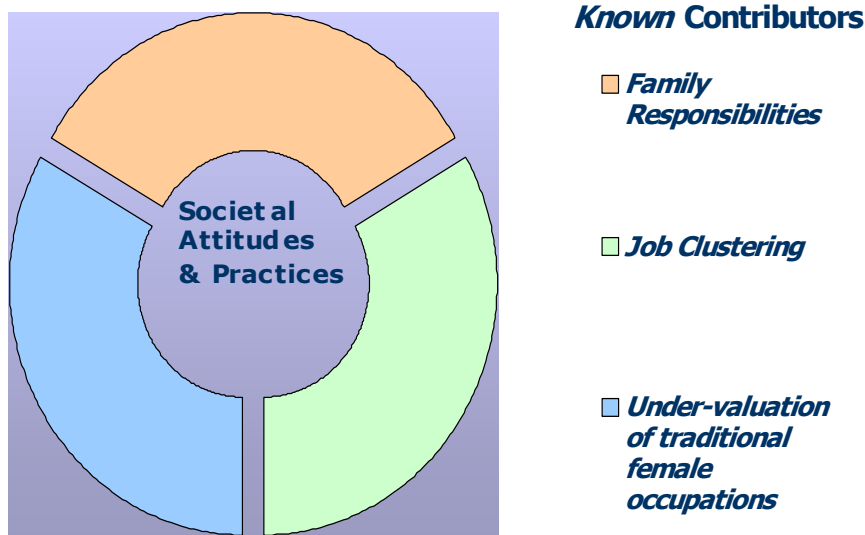 Known Contributors
Family
Responsibilities
Societal
Attitudes
& Practices
Job Clustering
Under-valuation
of traditional
female
occupations